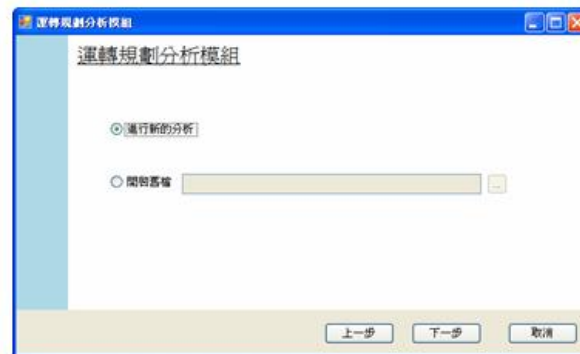 運轉規劃分析模組
運轉規劃分析模組
進行新的分析
開啟舊檔
...
上一步
下一步
取消